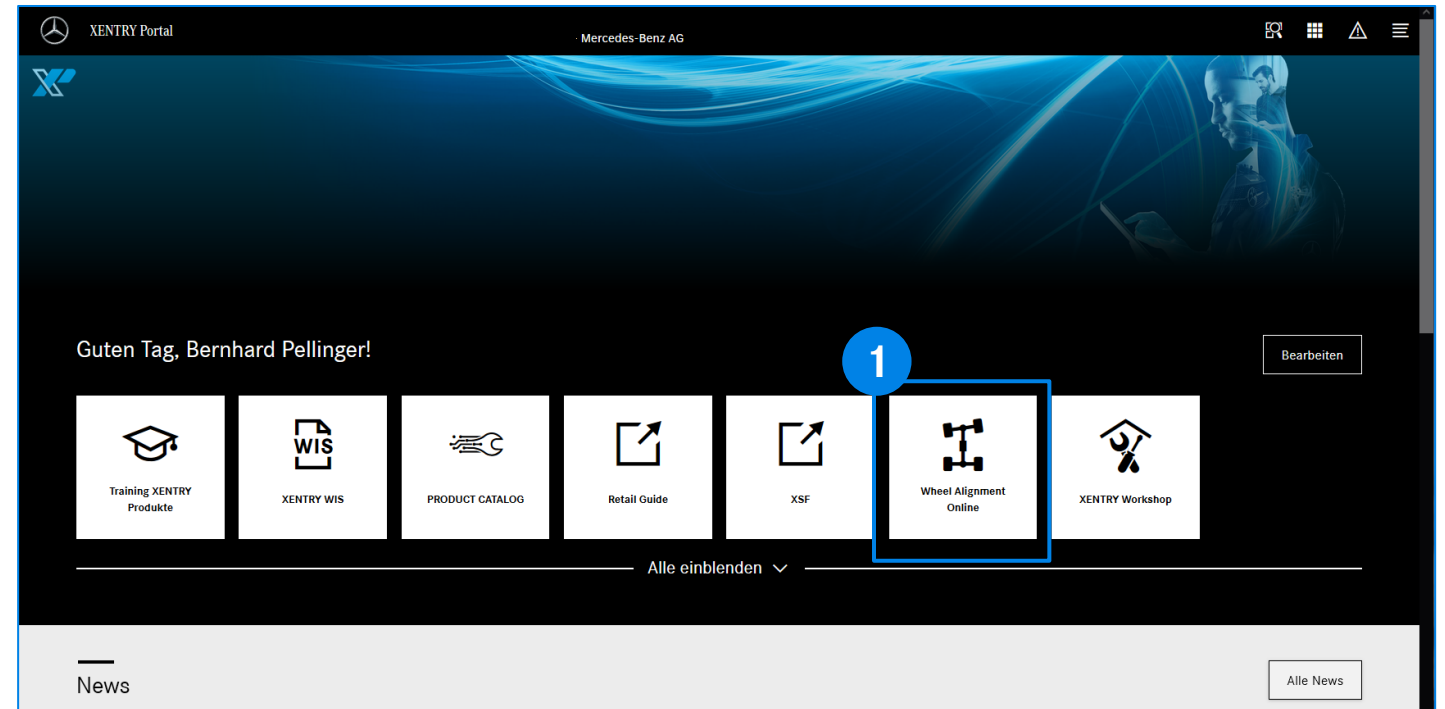 XENTRY Portal
· Mercedes-Benz AG
Guten Tag, Bernhard Pellinger!
1
Bearbeiten
Training XENTRY
Produkte
WIS
XENTRY WIS
PRODUCT CATALOG
Retail Guide
XSF
Wheel Alignment
Online
XENTRY Workshop
Alle einblenden
News
Alle News